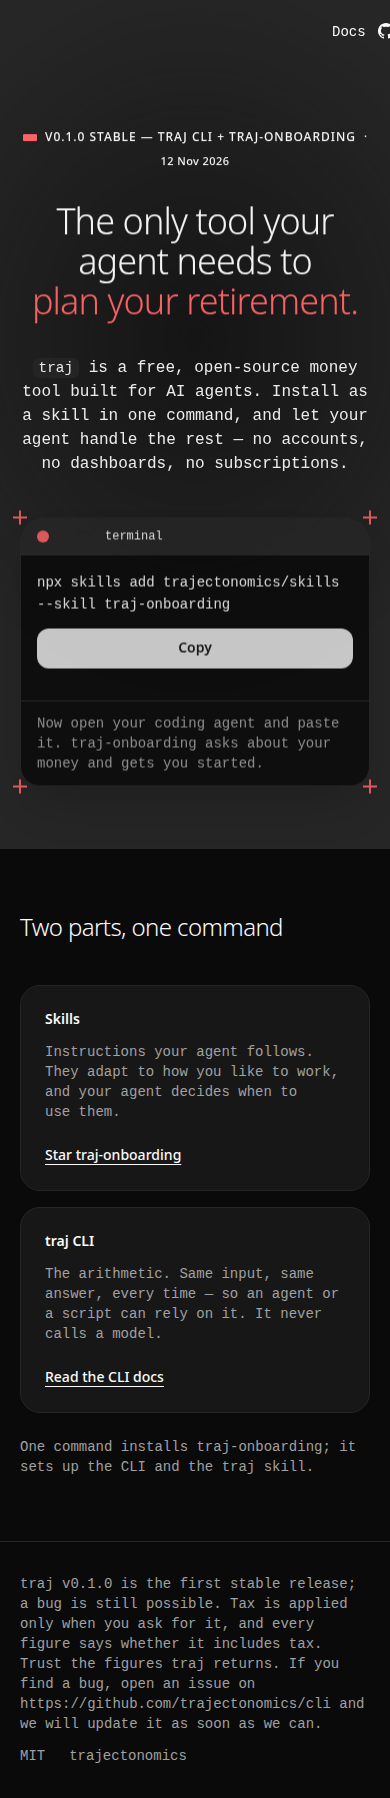 Docs
V0.1.0 STABLE — TRAJ CLI + TRAJ-ONBOARDING ·
12 Nov 2026
The only tool your
agent needs to
plan your retirement.
traj is a free, open-source money
tool built for AI agents. Install as
a skill in one command, and let your
agent handle the rest — no accounts,
no dashboards, no subscriptions.
terminal
npx skills add trajectonomics/skills
--skill traj-onboarding
Copy
Now open your coding agent and paste
it. traj-onboarding asks about your
money and gets you started.
Two parts, one command
Skills
Instructions your agent follows.
They adapt to how you like to work,
and your agent decides when to
use them.
Star traj-onboarding
traj CLI
The arithmetic. Same input, same
answer, every time — so an agent or
a script can rely on it. It never
calls a model.
Read the CLI docs
One command installs traj-onboarding; it
sets up the CLI and the traj skill.
traj v0.1.0 is the first stable release;
a bug is still possible. Tax is applied
only when you ask for it, and every
figure says whether it includes tax.
Trust the figures traj returns. If you
find a bug, open an issue on
https://github.com/trajectonomics/cli and
we will update it as soon as we can.
MIT trajectonomics